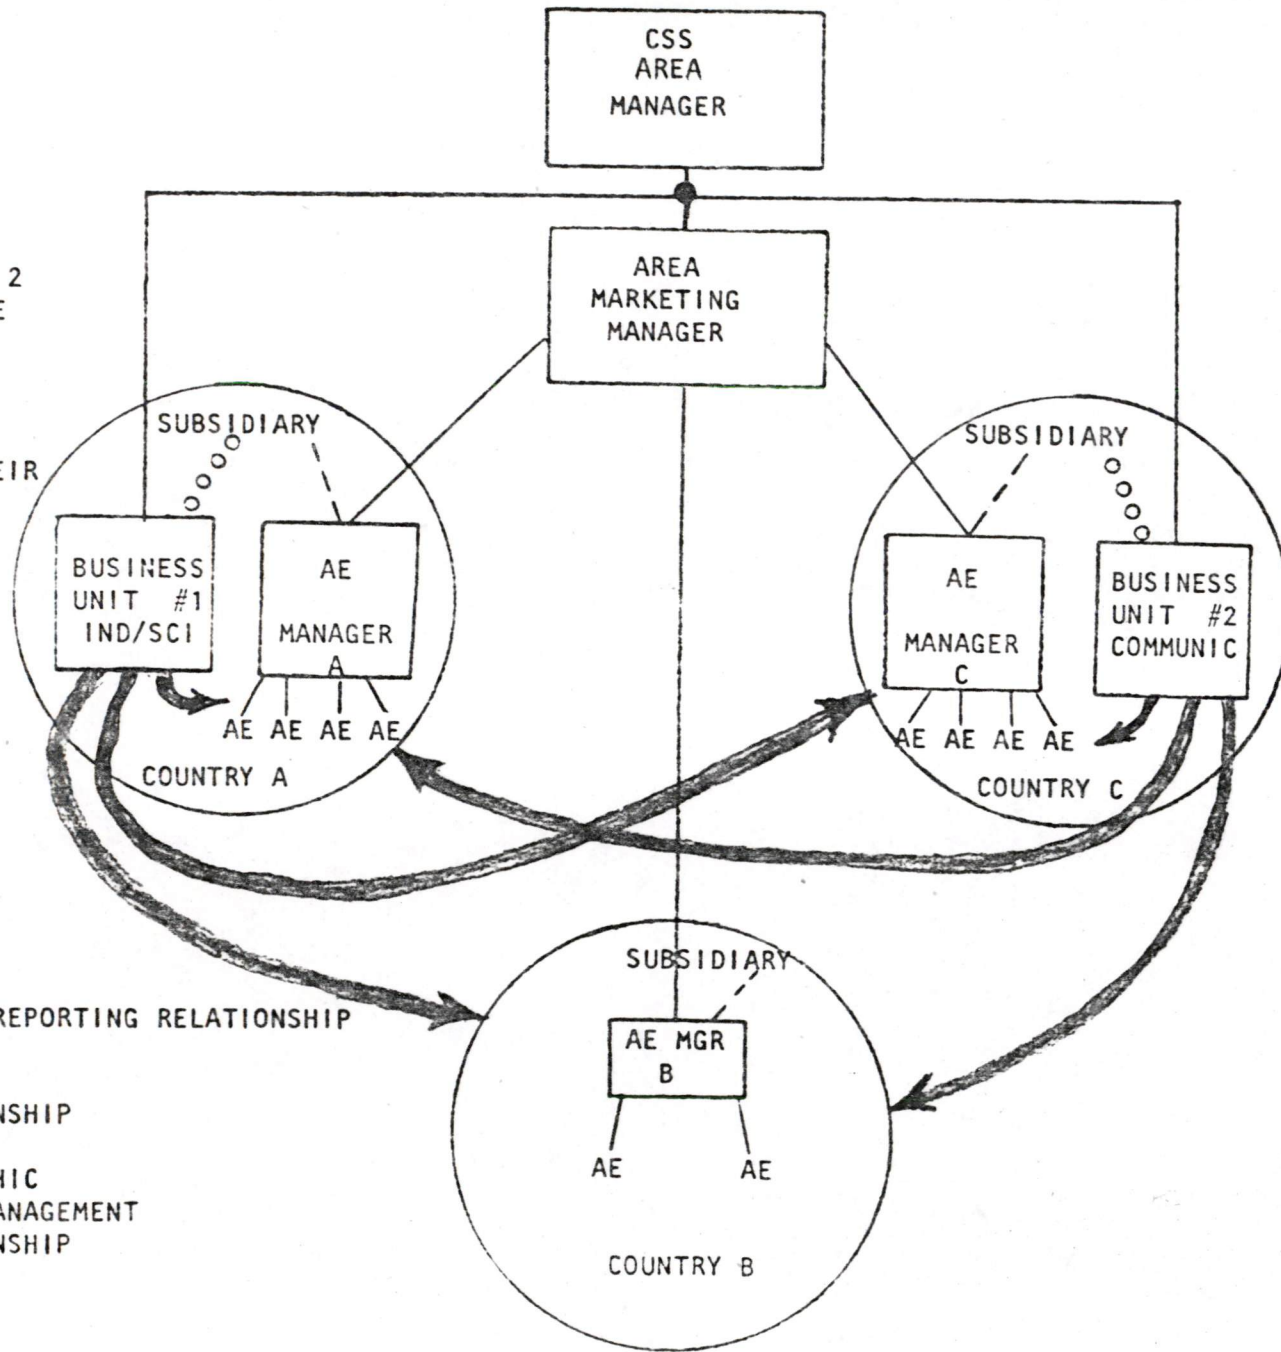 CSS
AREA
MANAGER
AREA
MARKETING
MANAGER
2
E
EIR
SUBSIDIARY
BUSINESS
UNIT #1
IND/SCI
AE
MANAGER
A
AE AE AE AE
COUNTRY A
SUBSIDIARY
AE
MANAGER
C
BUSINESS
UNIT #2
COMMUNIC
AE AE AE AE
COUNTRY C
SUBSIDIARY
AE MGR
B
AE AE
COUNTRY B
REPORTING RELATIONSHIP
NSHIP
HIC
ANAGEMENT
NSHIP